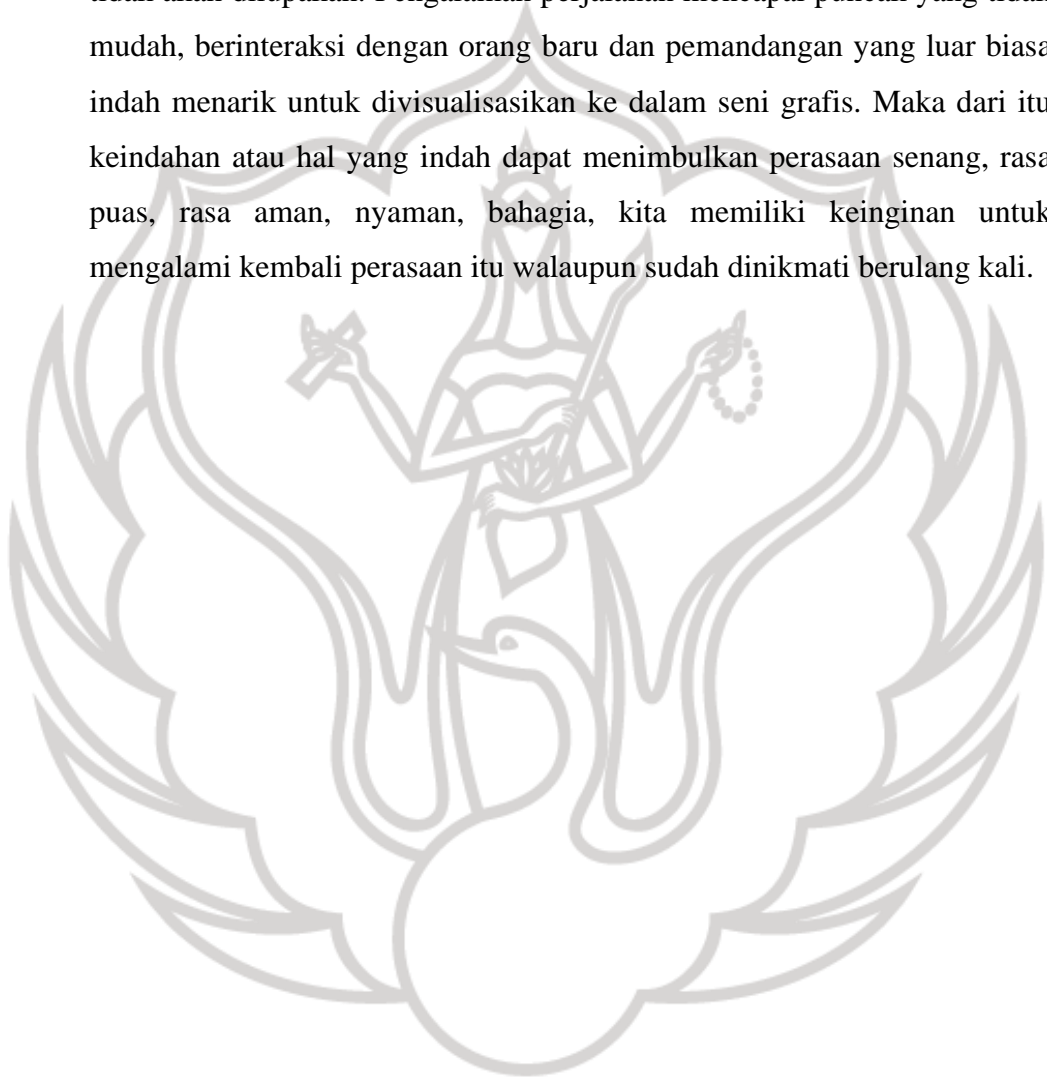 mudah, berinteraksi dengan orang baru dan pemandangan yang luar biasa
indah menarik untuk divisualisasikan ke dalam seni grafis. Maka dari itu
keindahan atau hal yang indah dapat menimbulkan perasaan senang, rasa
puas, rasa aman, nyaman, bahagia, kita memiliki keinginan untuk
mengalami kembali perasaan itu walaupun sudah dinikmati berulang kali.